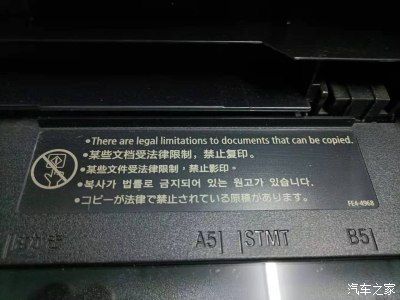 •There are legal limitations to documents that can be copied.
•某些文档受法律限制，禁止复印。
•某些文件受法律限制，禁止影印。
•복사가 법률로 금지되어 있는 원고가 있습니다.
•コピーが法律で禁止されている原稿があります。
FE4-4968
A5| |STMT B5|
汽车之家